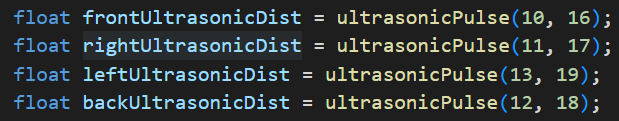 float frontUltrasonicDist = ultrasonicPulse(10, 16);
float rightUltrasonicDist = ultrasonicPulse(11, 17);
float leftUltrasonicDist = ultrasonicPulse(13, 19);
float backUltrasonicDist = ultrasonicPulse(12, 18);